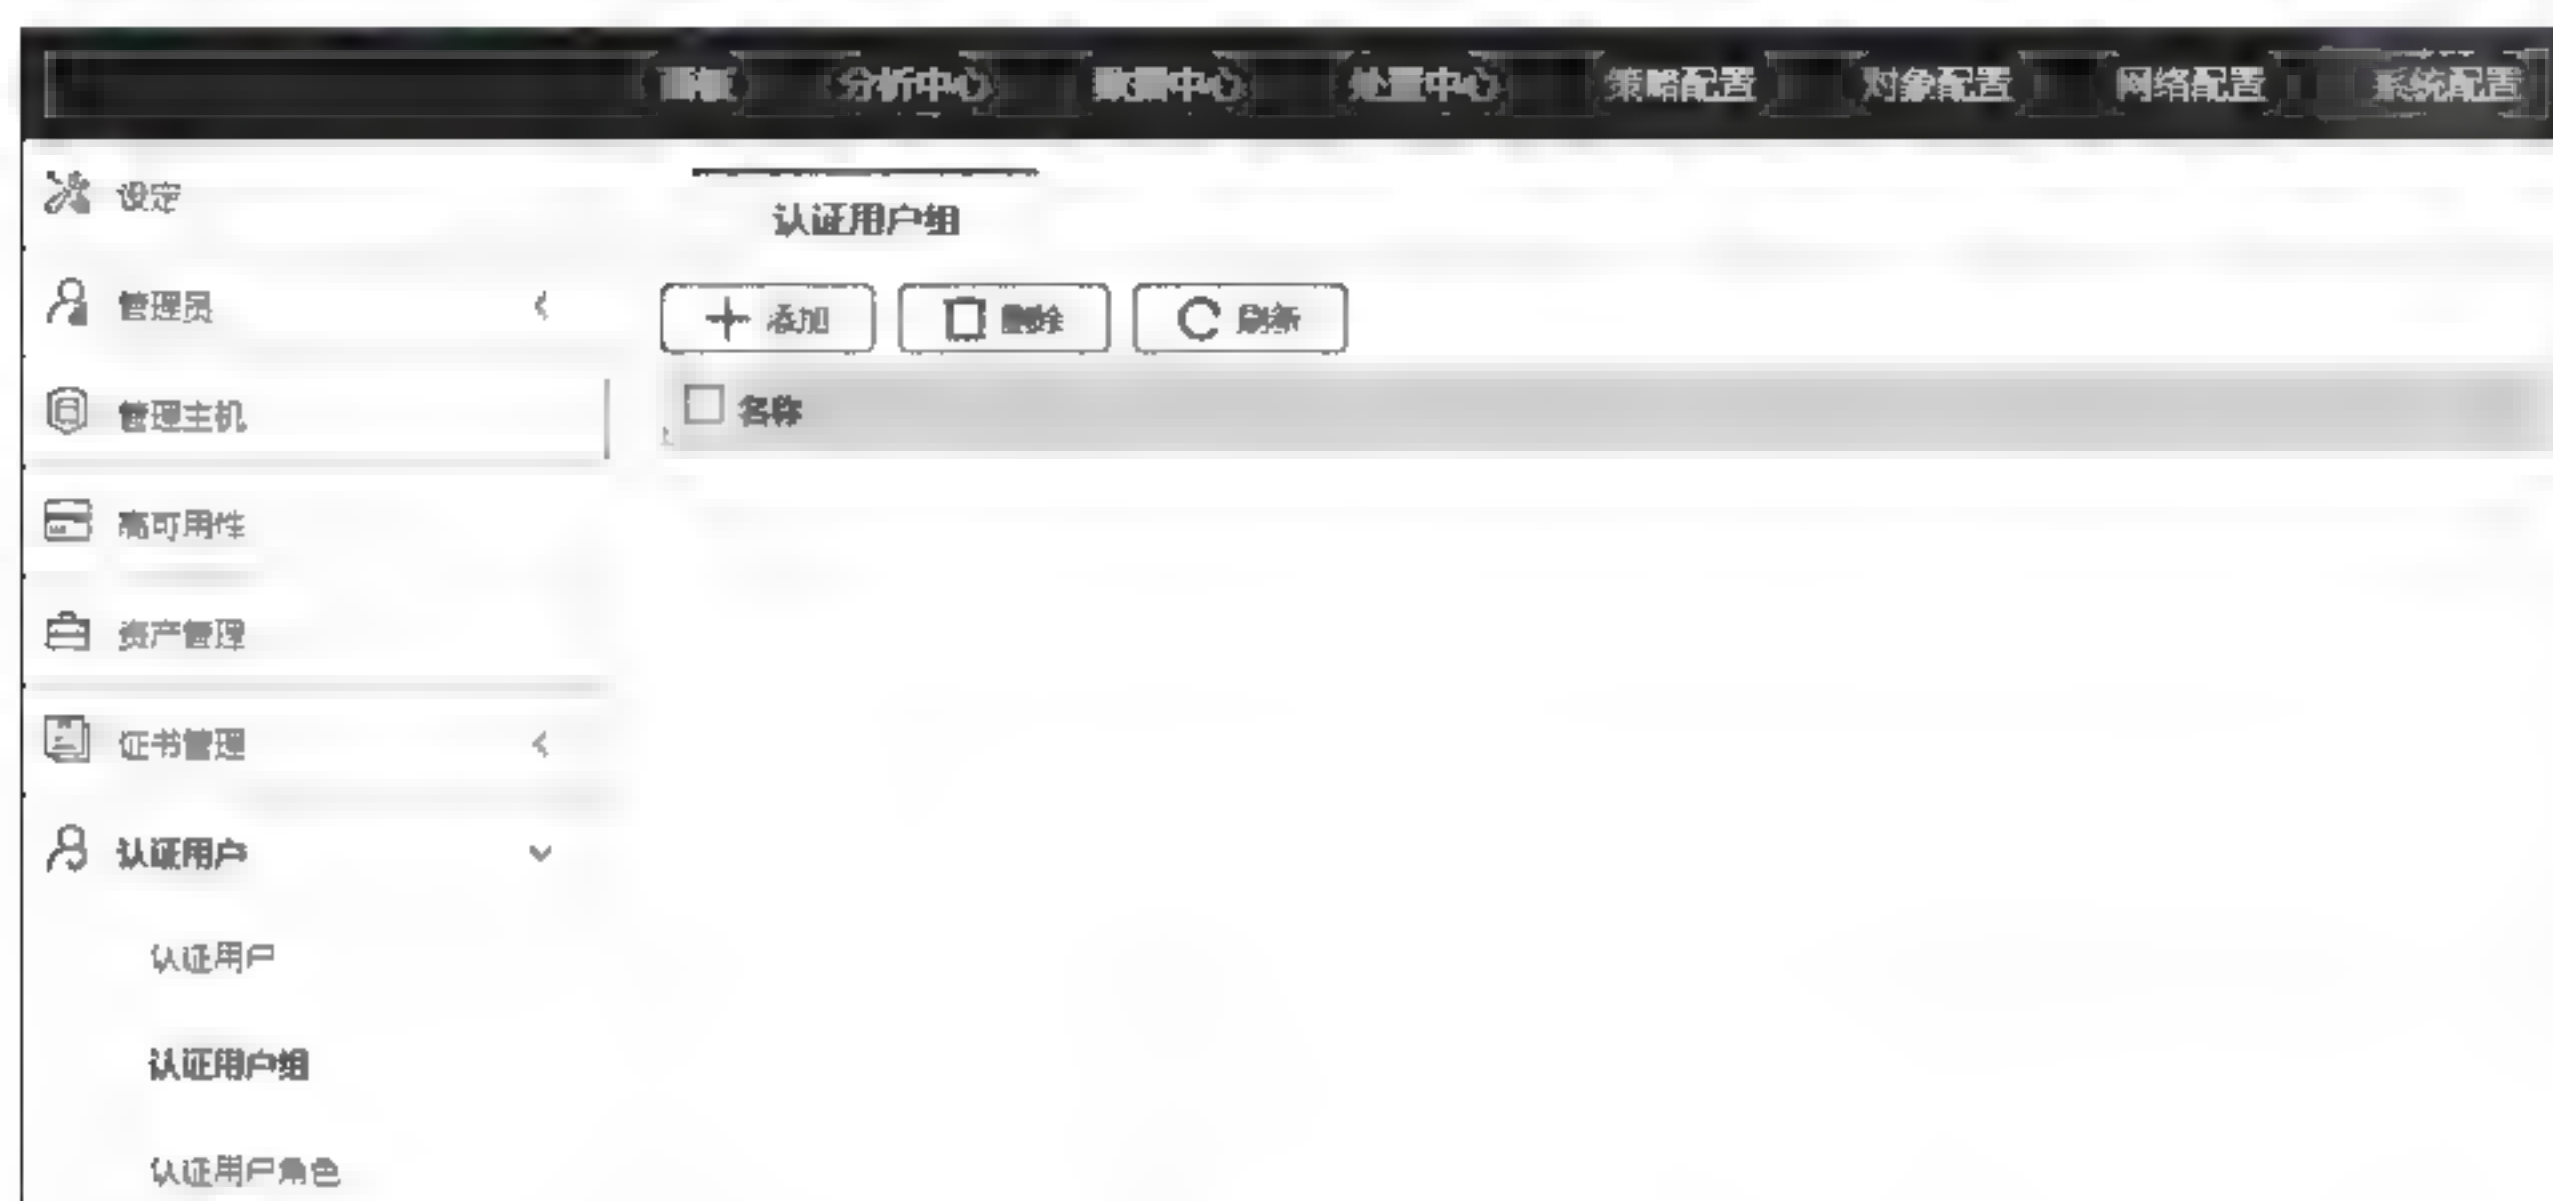 面板 分析中心 数据中心 处置中心 策略配置 对象配置 网络配置 系统配置
设定
认证用户组
管理员
添加 删除 刷新
管理主机
名称
高可用性
资产管理
证书管理
认证用户
认证用户
认证用户组
认证用户角色